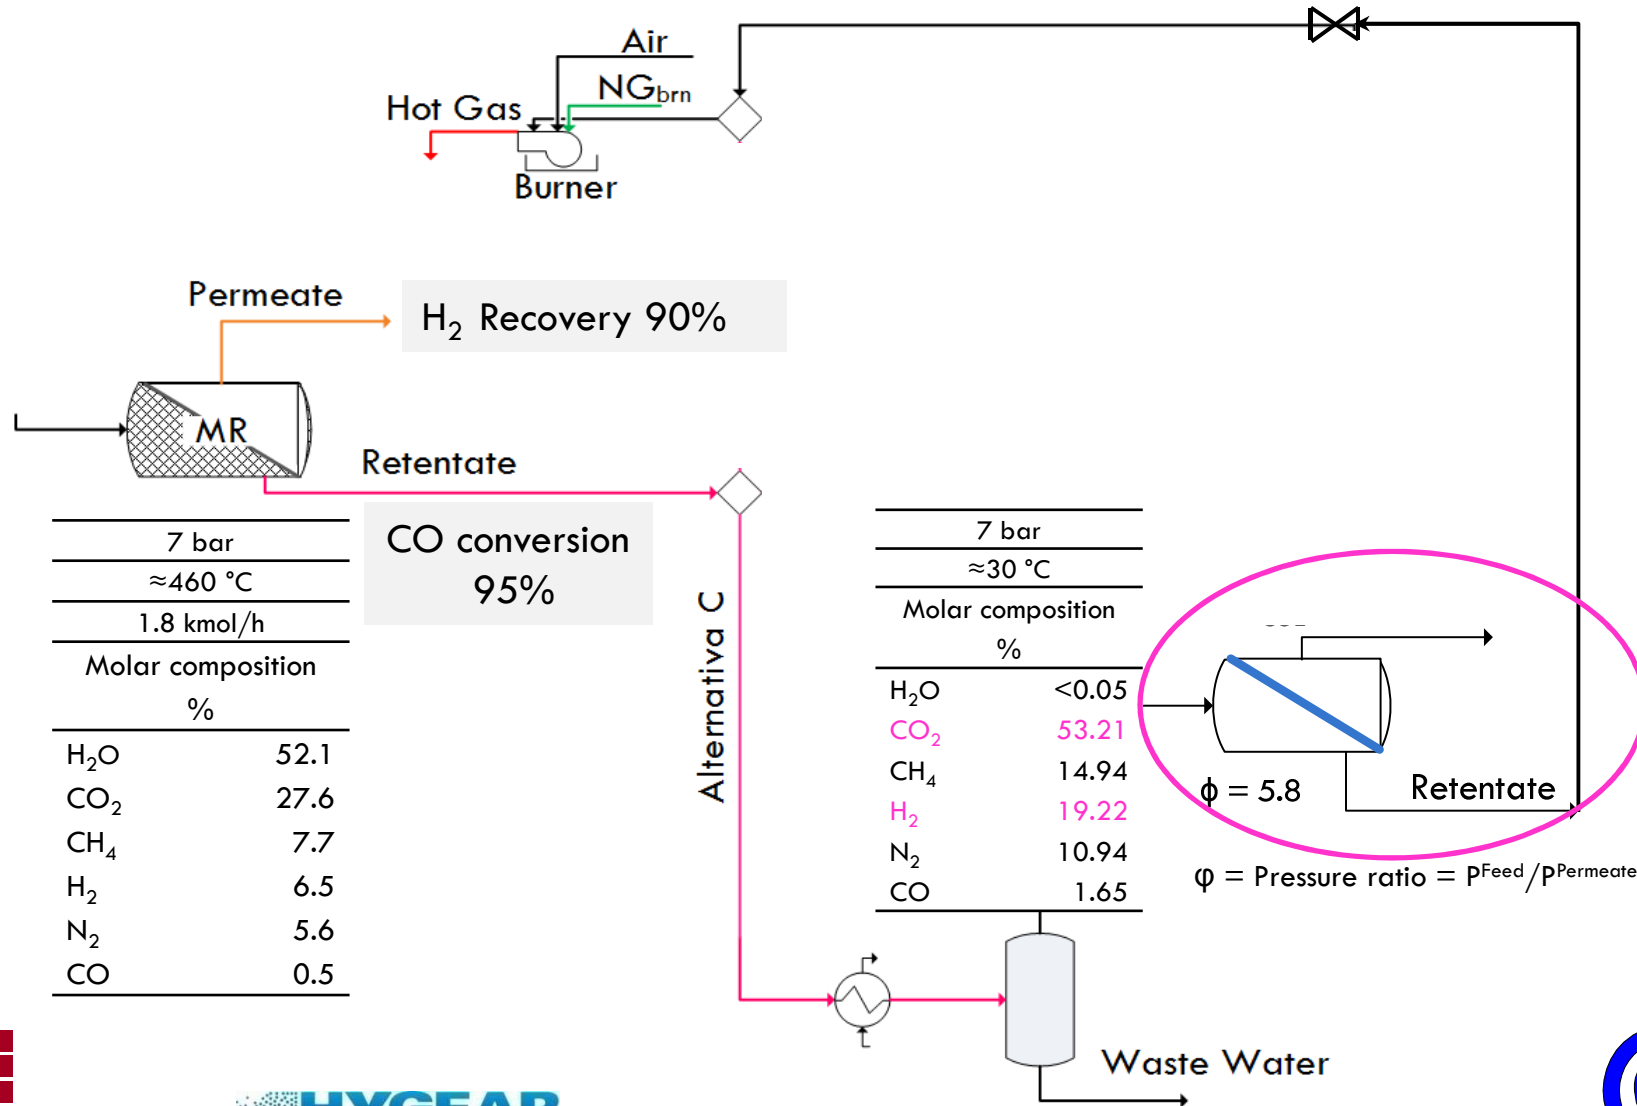 Air
NGbrn
Hot Gas
Burner
Permeate
H2 Recovery 90%
MR
Retentate
CO conversion
95%
7 bar
≈460 °C
1.8 kmol/h
Molar composition
%
H2O 52.1
CO2 27.6
CH4 7.7
H2 6.5
N2 5.6
CO 0.5
Alternativa C
7 bar
≈30 °C
Molar composition
%
H2O <0.05
CO2 53.21
CH4 14.94
H2 19.22
N2 10.94
CO 1.65
ϕ = 5.8
Retentate
φ = Pressure ratio = PFeed/PPermeate
Waste Water
HYGEAR